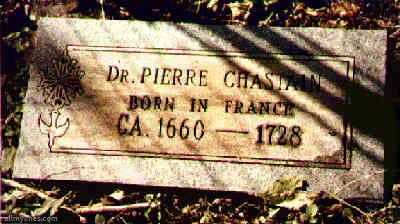 DR. PIERRE CHASTAIN
BORN IN FRANCE
CA. 1660 — 1728